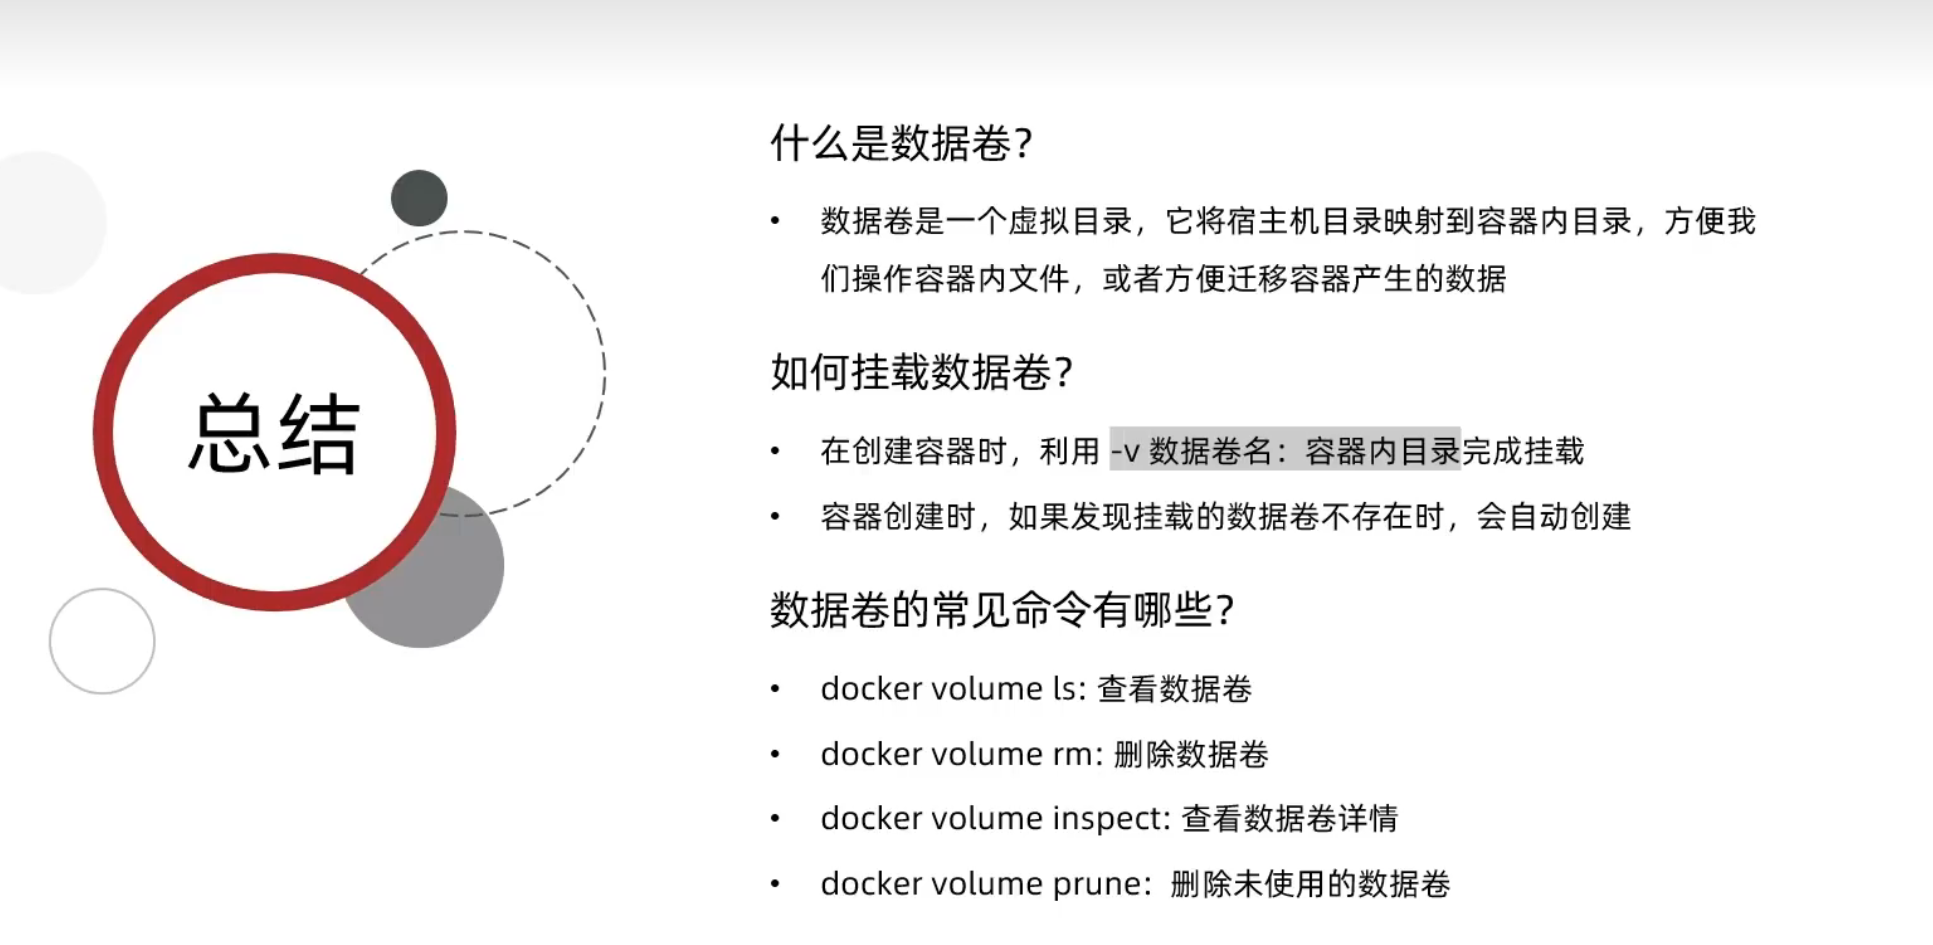 总结
什么是数据卷？
• 数据卷是一个虚拟目录，它将宿主机目录映射到容器内目录，方便我
们操作容器内文件，或者方便迁移容器产生的数据
如何挂载数据卷？
• 在创建容器时，利用 -v 数据卷名：容器内目录完成挂载
• 容器创建时，如果发现挂载的数据卷不存在时，会自动创建
数据卷的常见命令有哪些？
• docker volume ls: 查看数据卷
• docker volume rm: 删除数据卷
• docker volume inspect: 查看数据卷详情
• docker volume prune：删除未使用的数据卷